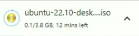 ubuntu-22.10-desk....iso
0.1/3.8 GB, 12 mins left